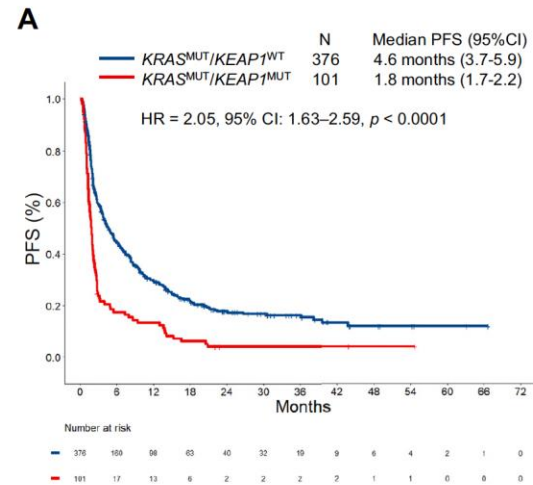 A
N Median PFS (95%CI)
KRASᴹᵁᵀ/KEAP1ᵂᵀ 376 4.6 months (3.7-5.9)
KRASᴹᵁᵀ/KEAP1ᴹᵁᵀ 101 1.8 months (1.7-2.2)
HR = 2.05, 95% CI: 1.63–2.59, p < 0.0001
PFS (%)
1.0
0.8
0.6
0.4
0.2
0.0
0 6 12 18 24 30 36 42 48 54 60 66 72
Months
Number at risk
376 160 98 63 40 32 19 9 6 4 2 1 0
101 17 13 6 2 2 2 2 1 1 0 0 0